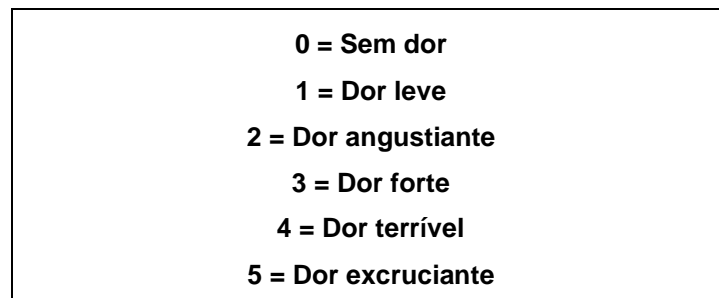 0 = Sem dor
1 = Dor leve
2 = Dor angustiante
3 = Dor forte
4 = Dor terrível
5 = Dor excruciante